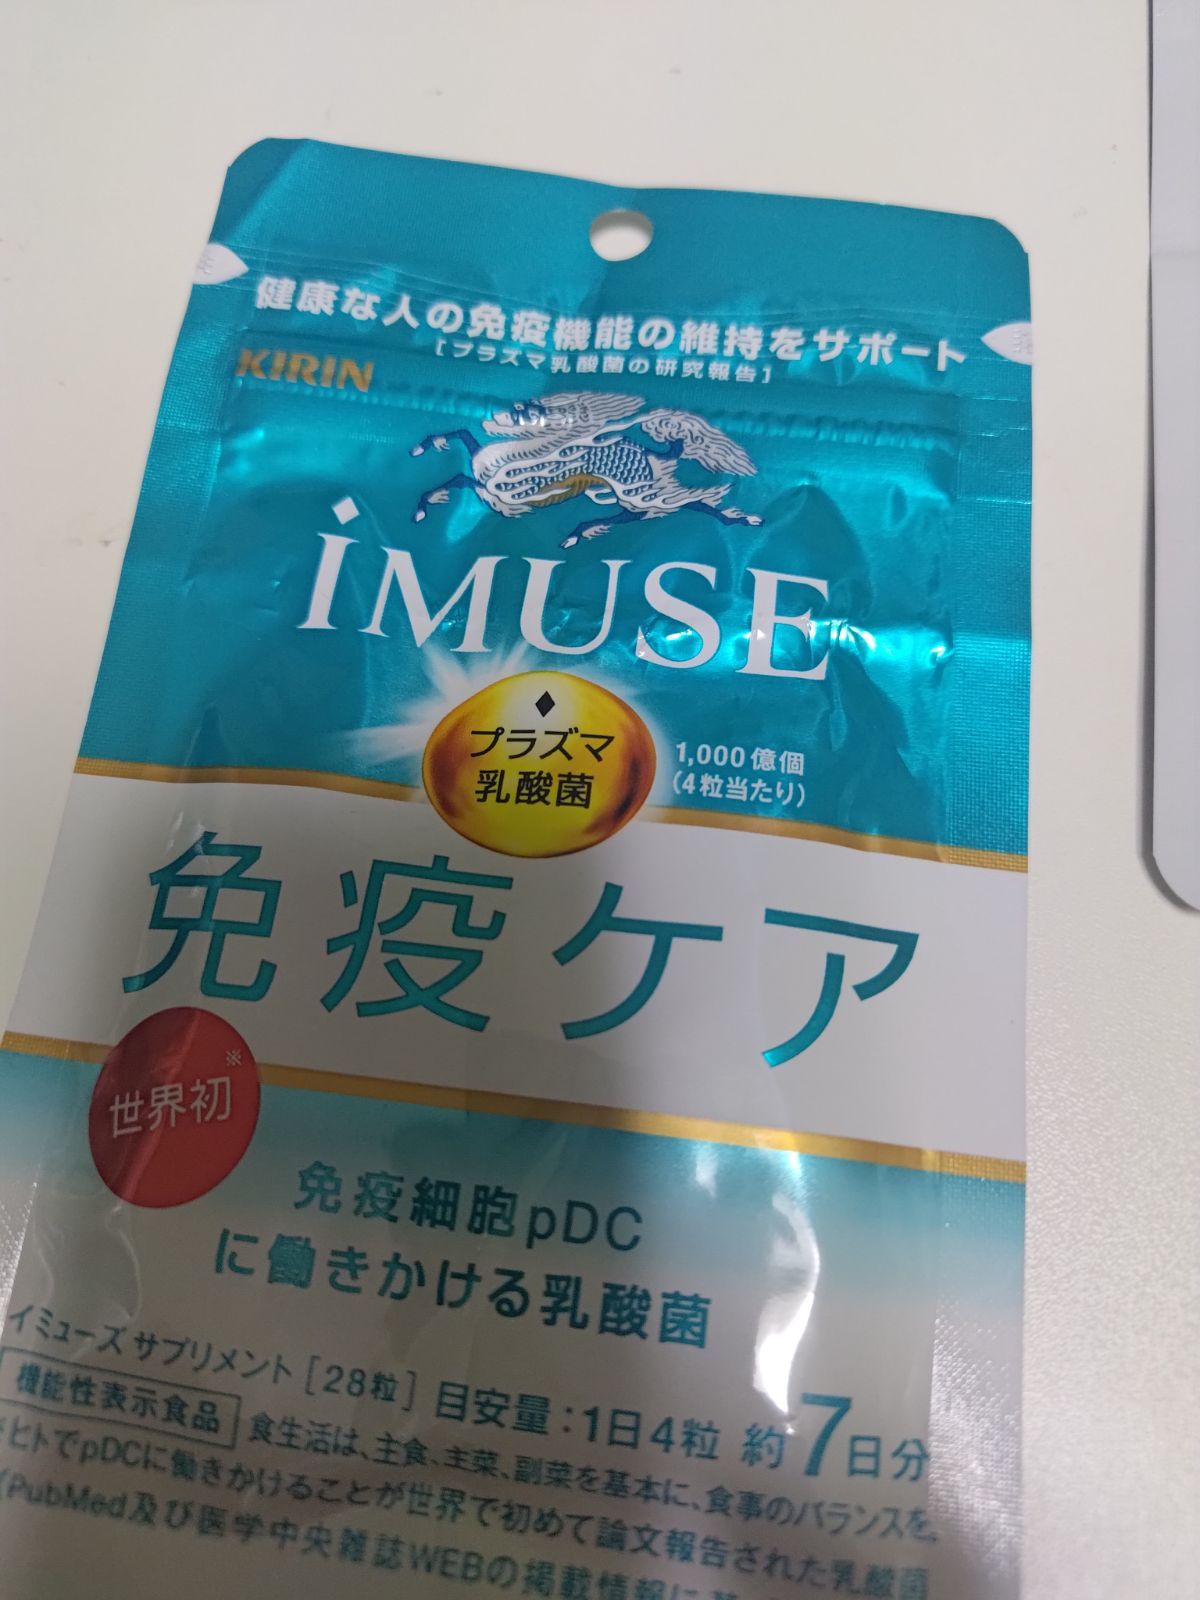 健康な人の免疫機能の維持をサポート
[プラズマ乳酸菌の研究報告]
KIRIN
iMUSE
プラズマ
乳酸菌
1,000億個
(4粒当たり)
免疫ケア
世界初※
免疫細胞pDC
に働きかける乳酸菌
イミューズ サプリメント [28粒] 目安量:1日4粒 約7日分
機能性表示食品 食生活は、主食、主菜、副菜を基本に、食事のバランスを。
※ヒトでpDCに働きかけることが世界で初めて論文報告された乳酸菌
(PubMed及び医学中央雑誌WEBの掲載情報に